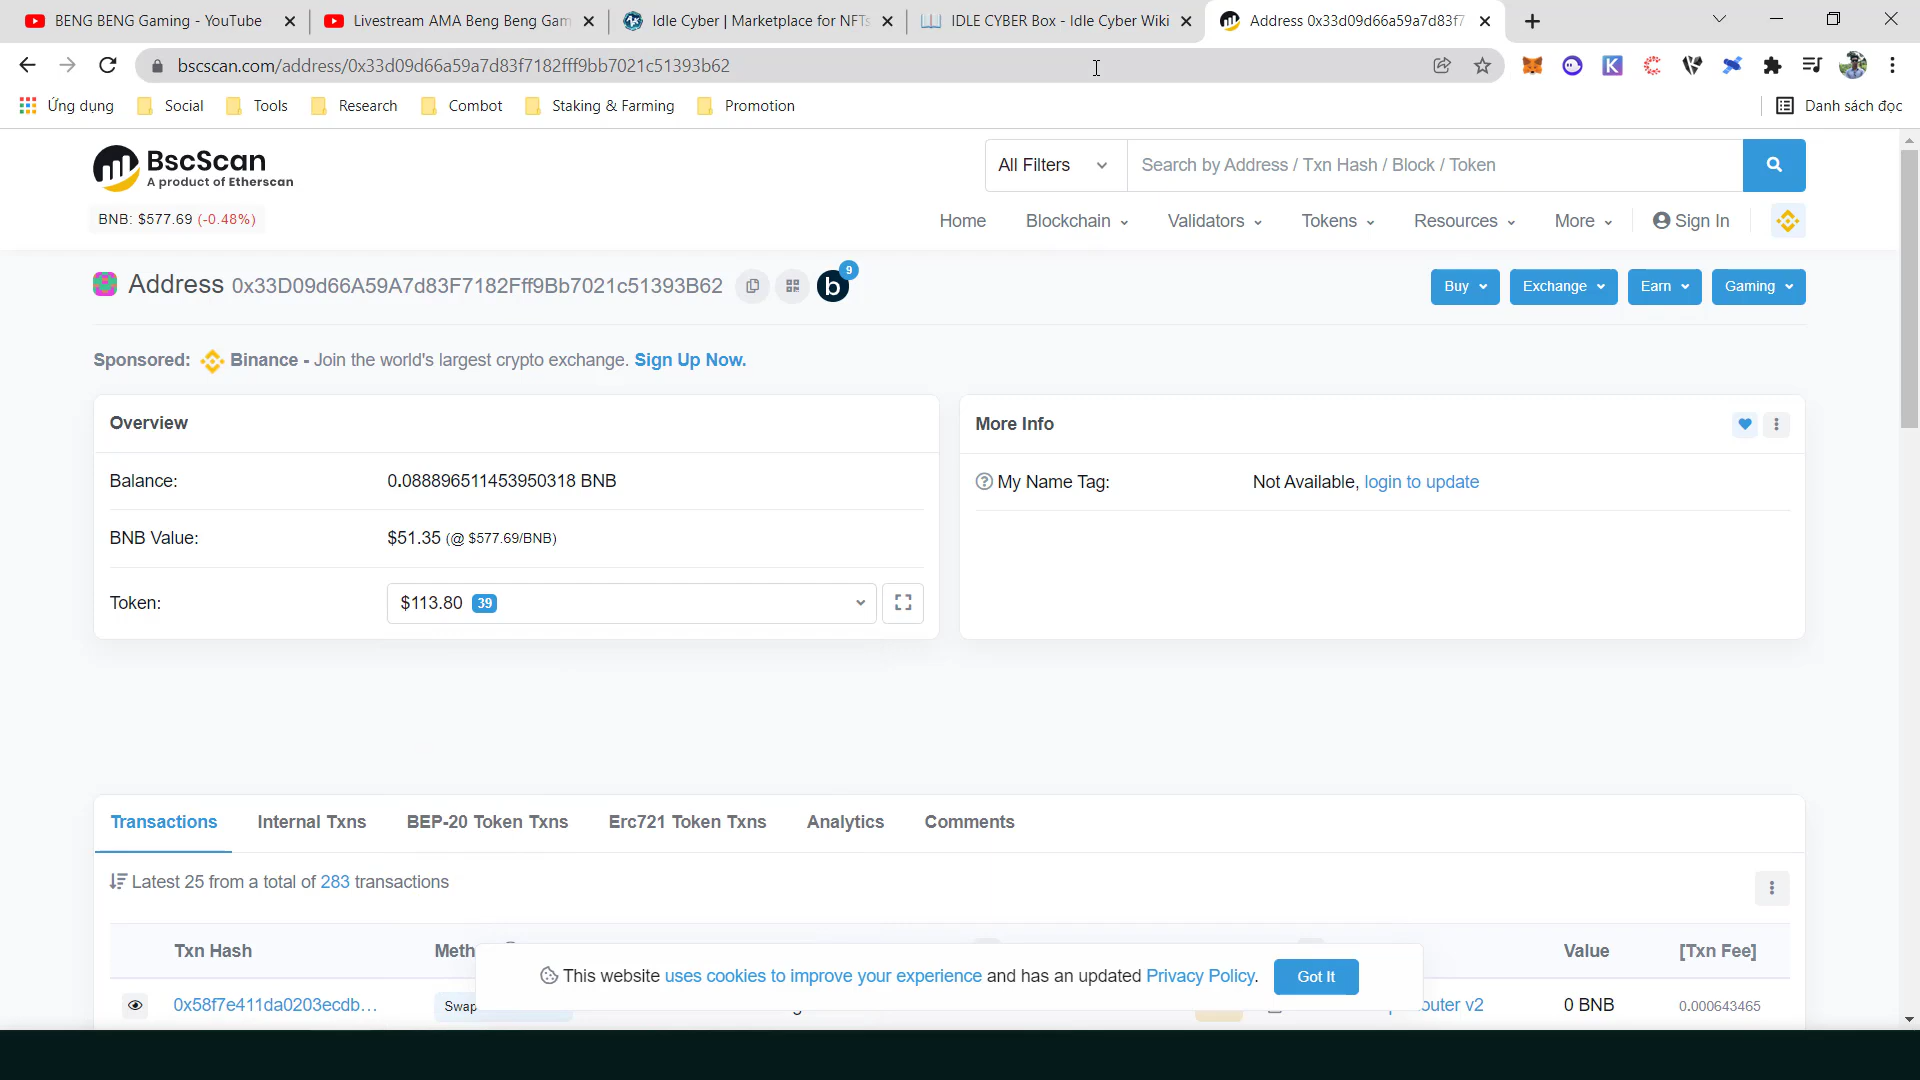 BENG BENG Gaming - YouTube
Livestream AMA Beng Beng Gam
Idle Cyber | Marketplace for NFTs
IDLE CYBER Box - Idle Cyber Wiki
Address 0x33d09d66a59a7d83f7
bscscan.com/address/0x33d09d66a59a7d83f7182fff9bb7021c51393b62
Ứng dụng
Social
Tools
Research
Combot
Staking & Farming
Promotion
Danh sách đọc
BscScan
A product of Etherscan
All Filters
Search by Address / Txn Hash / Block / Token
BNB: $577.69 (-0.48%)
Home
Blockchain
Validators
Tokens
Resources
More
Sign In
Address 0x33D09d66A59A7d83F7182Fff9Bb7021c51393B62
b
9
Buy
Exchange
Earn
Gaming
Sponsored: Binance - Join the world's largest crypto exchange. Sign Up Now.
Overview
Balance: 0.088896511453950318 BNB
BNB Value: $51.35 (@ $577.69/BNB)
Token: $113.80 39
More Info
My Name Tag: Not Available, login to update
Transactions
Internal Txns
BEP-20 Token Txns
Erc721 Token Txns
Analytics
Comments
Latest 25 from a total of 283 transactions
Txn Hash
Meth
Value
[Txn Fee]
This website uses cookies to improve your experience and has an updated Privacy Policy.
Got It
0x58f7e411da0203ecdb...
Swap
outer v2
0 BNB
0.000643465